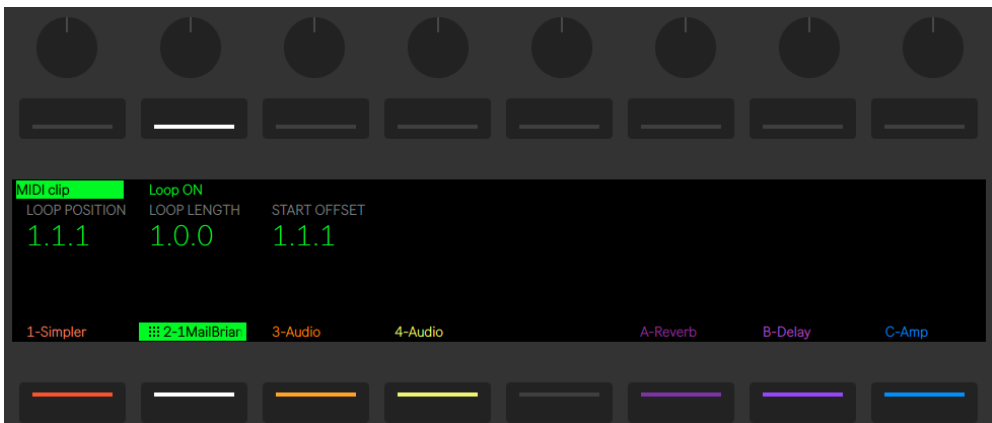 MIDI clip Loop ON
LOOP POSITION LOOP LENGTH START OFFSET
1.1.1 1.0.0 1.1.1
1-Simpler 2-1MailBriar 3-Audio 4-Audio A-Reverb B-Delay C-Amp